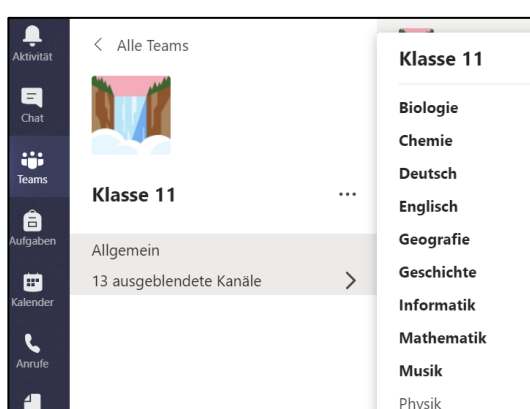 Aktivität
Chat
Teams
Aufgaben
Kalender
Anrufe
Alle Teams
Klasse 11
Allgemein
13 ausgeblendete Kanäle
Klasse 11
Biologie
Chemie
Deutsch
Englisch
Geografie
Geschichte
Informatik
Mathematik
Musik
Physik